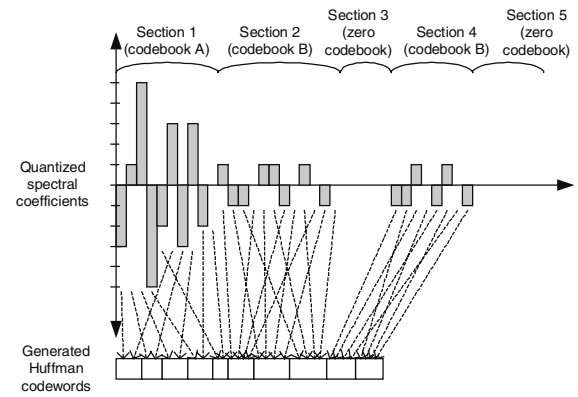 Section 1
(codebook A)
Section 2
(codebook B)
Section 3
(zero
codebook)
Section 4
(codebook B)
Section 5
(zero
codebook)
Quantized
spectral
coefficients
Generated
Huffman
codewords